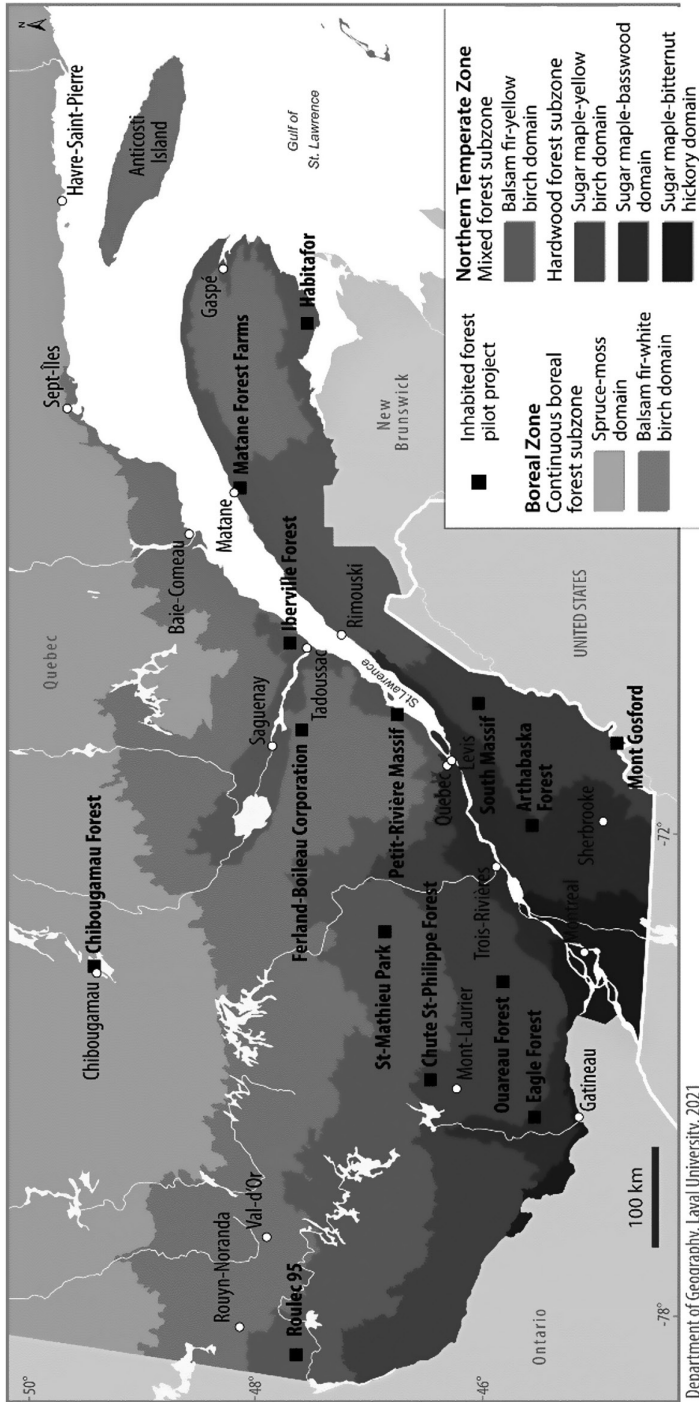 N
Havre-Saint-Pierre
Anticosti
Island
Gulf of
St. Lawrence
Sept-Îles
Gaspé
Habitafor
Matane Forest Farms
Matane
Baie-Comeau
New
Brunswick
Quebec
Iberville Forest
Rimouski
Tadoussac
Saguenay
St.Lawrence
UNITED STATES
Ferland-Boileau Corporation
Petit-Rivière Massif
Quebec
Levis
South Massif
Arthabaska
Forest
Mont Gosford
Sherbrooke
Chibougamau Forest
Chibougamau
St-Mathieu Park
Chute St-Philippe Forest
Trois-Rivières
Montreal
Mont-Laurier
Ouareau Forest
Eagle Forest
Gatineau
Val-d'Or
Rouyn-Noranda
Roulec 95
Ontario
100 km
-50°
-48°
-46°
-78°
-72°
Inhabited forest
pilot project
Boreal Zone
Continuous boreal
forest subzone
Spruce-moss
domain
Balsam fir-white
birch domain
Northern Temperate Zone
Mixed forest subzone
Balsam fir-yellow
birch domain
Hardwood forest subzone
Sugar maple-yellow
birch domain
Sugar maple-basswood
domain
Sugar maple-bitternut
hickory domain
Department of Geography, Laval University, 2021